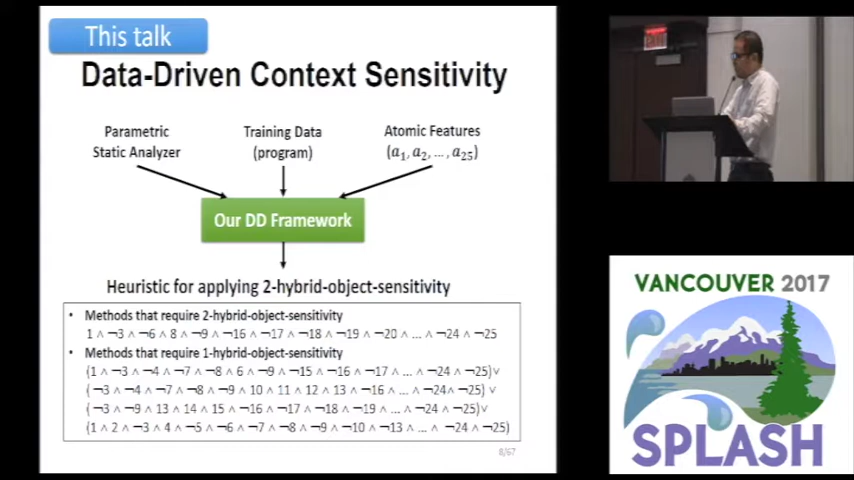 This talk
Data-Driven Context Sensitivity
Parametric
Static Analyzer
Training Data
(program)
Atomic Features
(a₁, a₂, ... , a₂₅)
Our DD Framework
Heuristic for applying 2-hybrid-object-sensitivity
• Methods that require 2-hybrid-object-sensitivity
1 ∧ ¬3 ∧ ¬6 ∧ 8 ∧ ¬9 ∧ ¬16 ∧ ¬17 ∧ ¬18 ∧ ¬19 ∧ ¬20 ∧ ... ∧ ¬24 ∧ ¬25
• Methods that require 1-hybrid-object-sensitivity
(1 ∧ ¬3 ∧ ¬4 ∧ ¬7 ∧ ¬8 ∧ 6 ∧ ¬9 ∧ ¬15 ∧ ¬16 ∧ ¬17 ∧ ... ∧ ¬24 ∧ ¬25)∨
(¬3 ∧ ¬4 ∧ ¬7 ∧ ¬8 ∧ ¬9 ∧ 10 ∧ 11 ∧ 12 ∧ 13 ∧ ¬16 ∧ ... ∧ ¬24∧ ¬25) ∨
(¬3 ∧ ¬9 ∧ 13 ∧ 14 ∧ 15 ∧ ¬16 ∧ ¬17 ∧ ¬18 ∧ ¬19 ∧ ... ∧ ¬24 ∧ ¬25)∨
(1 ∧ 2 ∧ ¬3 ∧ 4 ∧ ¬5 ∧ ¬6 ∧ ¬7 ∧ ¬8 ∧ ¬9 ∧ ¬10 ∧ ¬13 ∧ ... ∧ ¬24 ∧ ¬25)
8/67
EXIT
VANCOUVER 2017
SPLASH